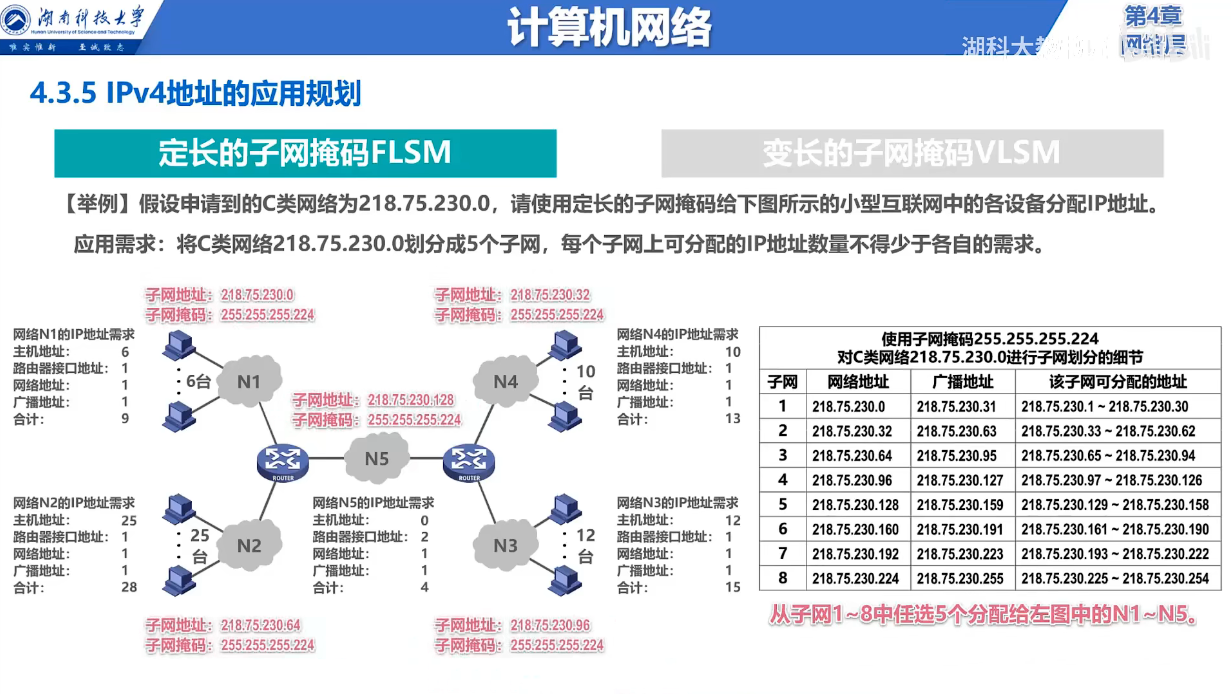 湖南科技大学
Hunan University of Science and Technology
唯实惟新 至诚致志
计算机网络
第4章
网络层
4.3.5 IPv4地址的应用规划
定长的子网掩码FLSM
变长的子网掩码VLSM
【举例】假设申请到的C类网络为218.75.230.0，请使用定长的子网掩码给下图所示的小型互联网中的各设备分配IP地址。
应用需求：将C类网络218.75.230.0划分成5个子网，每个子网上可分配的IP地址数量不得少于各自的需求。
子网地址：218.75.230.0
子网掩码：255.255.255.224
网络N1的IP地址需求
主机地址： 6
路由器接口地址： 1
网络地址： 1
广播地址： 1
合计： 9
6台
N1
子网地址：218.75.230.32
子网掩码：255.255.255.224
网络N4的IP地址需求
主机地址： 10
路由器接口地址： 1
网络地址： 1
广播地址： 1
合计： 13
10
台
N4
子网地址：218.75.230.128
子网掩码：255.255.255.224
N5
ROUTER
ROUTER
网络N2的IP地址需求
主机地址： 25
路由器接口地址： 1
网络地址： 1
广播地址： 1
合计： 28
25
台
N2
网络N5的IP地址需求
主机地址： 0
路由器接口地址： 2
网络地址： 1
广播地址： 1
合计： 4
N3
12
台
网络N3的IP地址需求
主机地址： 12
路由器接口地址： 1
网络地址： 1
广播地址： 1
合计： 15
子网地址：218.75.230.64
子网掩码：255.255.255.224
子网地址：218.75.230.96
子网掩码：255.255.255.224
使用子网掩码255.255.255.224
对C类网络218.75.230.0进行子网划分的细节
子网 网络地址 广播地址 该子网可分配的地址
1 218.75.230.0 218.75.230.31 218.75.230.1 ~ 218.75.230.30
2 218.75.230.32 218.75.230.63 218.75.230.33 ~ 218.75.230.62
3 218.75.230.64 218.75.230.95 218.75.230.65 ~ 218.75.230.94
4 218.75.230.96 218.75.230.127 218.75.230.97 ~ 218.75.230.126
5 218.75.230.128 218.75.230.159 218.75.230.129 ~ 218.75.230.158
6 218.75.230.160 218.75.230.191 218.75.230.161 ~ 218.75.230.190
7 218.75.230.192 218.75.230.223 218.75.230.193 ~ 218.75.230.222
8 218.75.230.224 218.75.230.255 218.75.230.225 ~ 218.75.230.254
从子网1~8中任选5个分配给左图中的N1~N5。